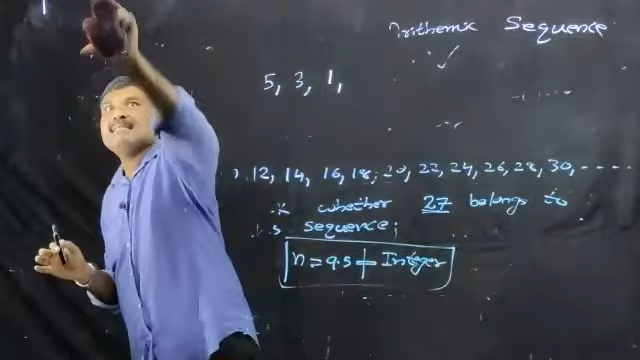 Arithemic Sequence
5, 3, 1,
12, 14, 16, 18, 20, 22, 24, 26, 28, 30, -----
whether 27 belongs to
sequence;
n = 9.5 ≠ Integer